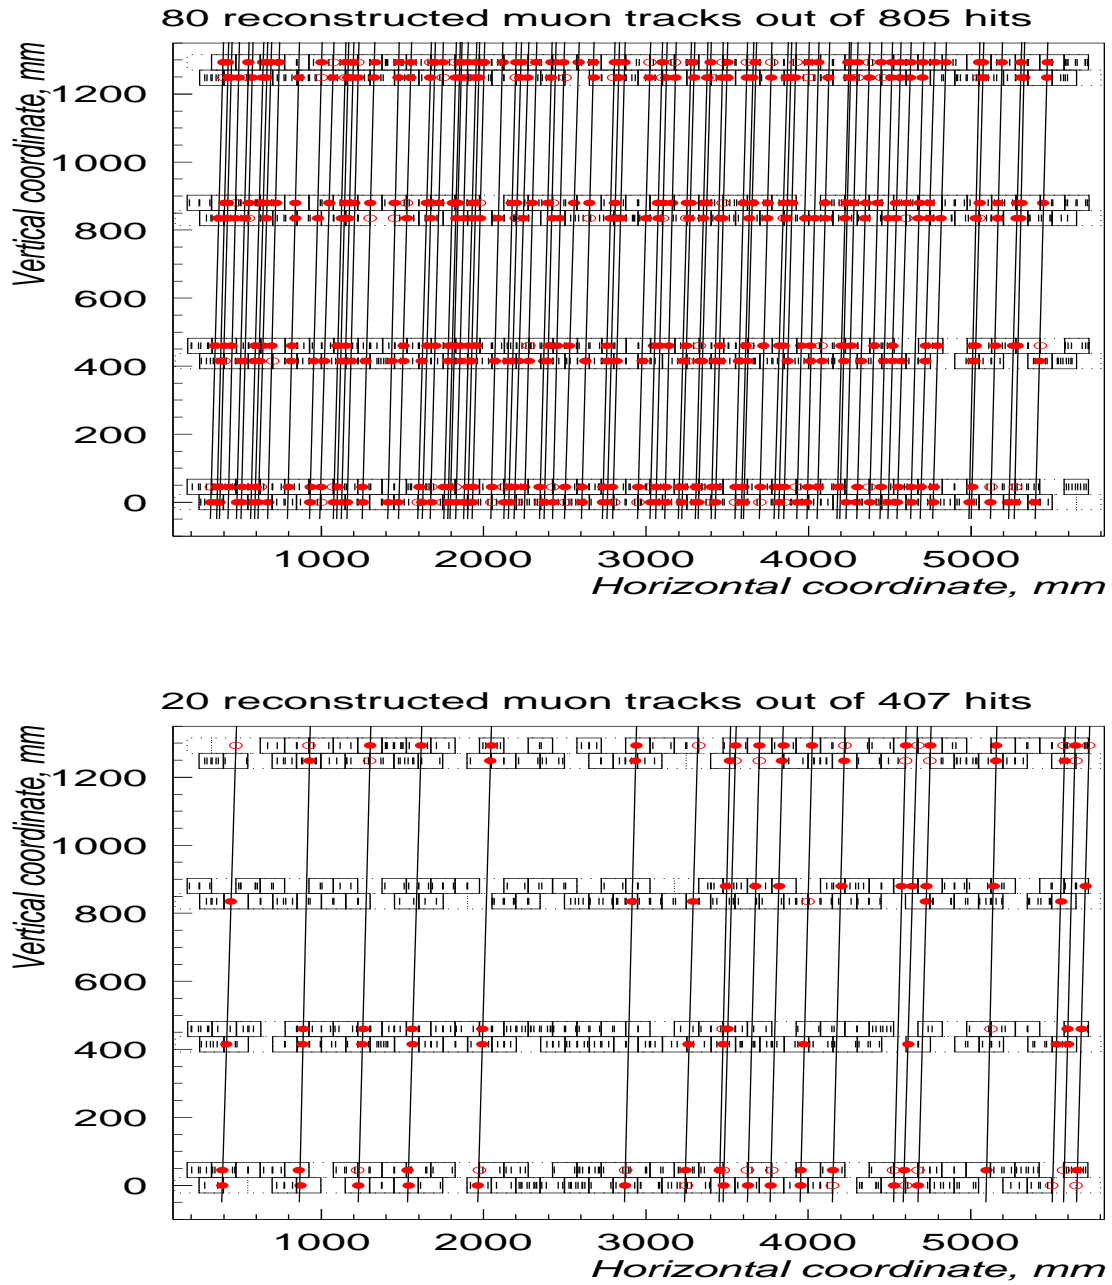 80 reconstructed muon tracks out of 805 hits
Vertical coordinate, mm
1200
1000
800
600
400
200
0
1000 2000 3000 4000 5000
Horizontal coordinate, mm
20 reconstructed muon tracks out of 407 hits
Vertical coordinate, mm
1200
1000
800
600
400
200
0
1000 2000 3000 4000 5000
Horizontal coordinate, mm